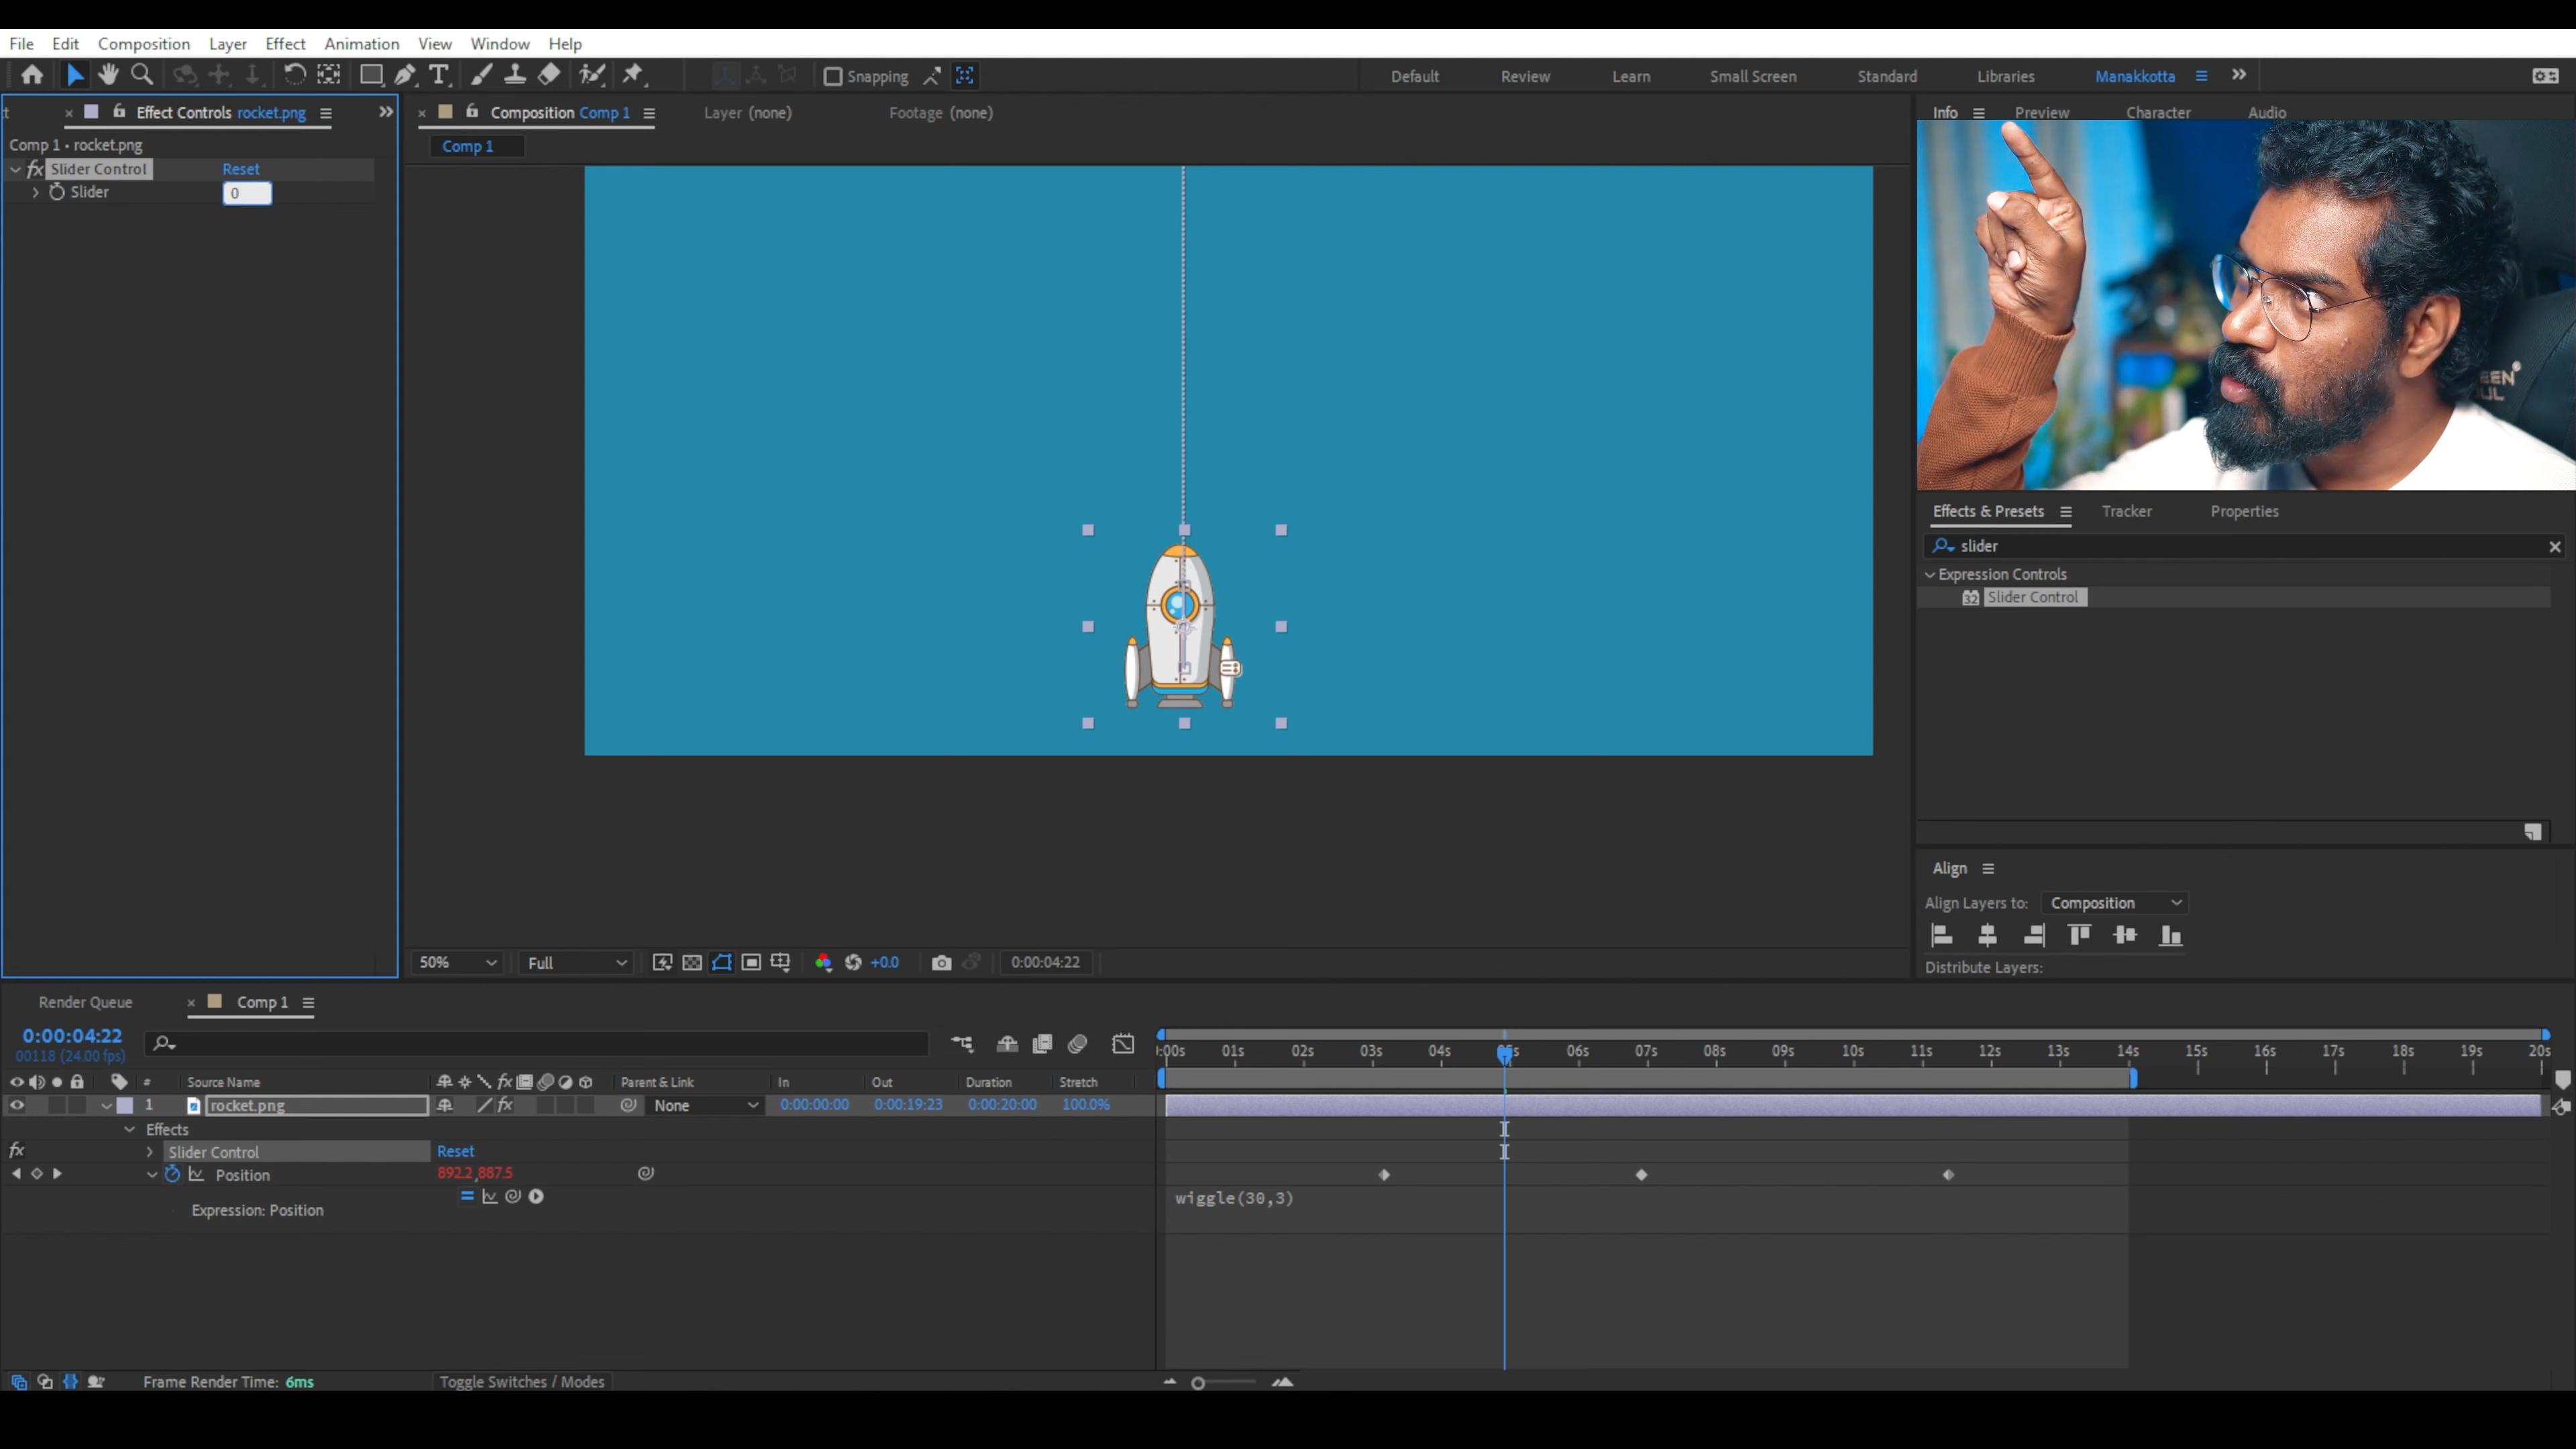 File Edit Composition Layer Effect Animation View Window Help
Snapping Default Review Learn Small Screen Standard Libraries Manakkotta
Effect Controls rocket.png
Composition Comp 1 Layer (none) Footage (none)
Info Preview Character Audio
Comp 1 • rocket.png
Comp 1
fx Slider Control Reset
Slider 0
Effects & Presets Tracker Properties
slider
Expression Controls
32 Slider Control
Align
Align Layers to: Composition
Distribute Layers:
50% Full +0.0 0:00:04:22
Render Queue Comp 1
0:00:04:22
00118 (24.00 fps)
:00s 01s 02s 03s 04s 05s 06s 07s 08s 09s 10s 11s 12s 13s 14s 15s 16s 17s 18s 19s 20s
# Source Name fx Parent & Link In Out Duration Stretch
1 rocket.png fx None 0:00:00:00 0:00:19:23 0:00:20:00 100.0%
Effects
fx Slider Control Reset
Position 892.2,887.5
wiggle(30,3)
Expression: Position
Frame Render Time: 6ms Toggle Switches / Modes